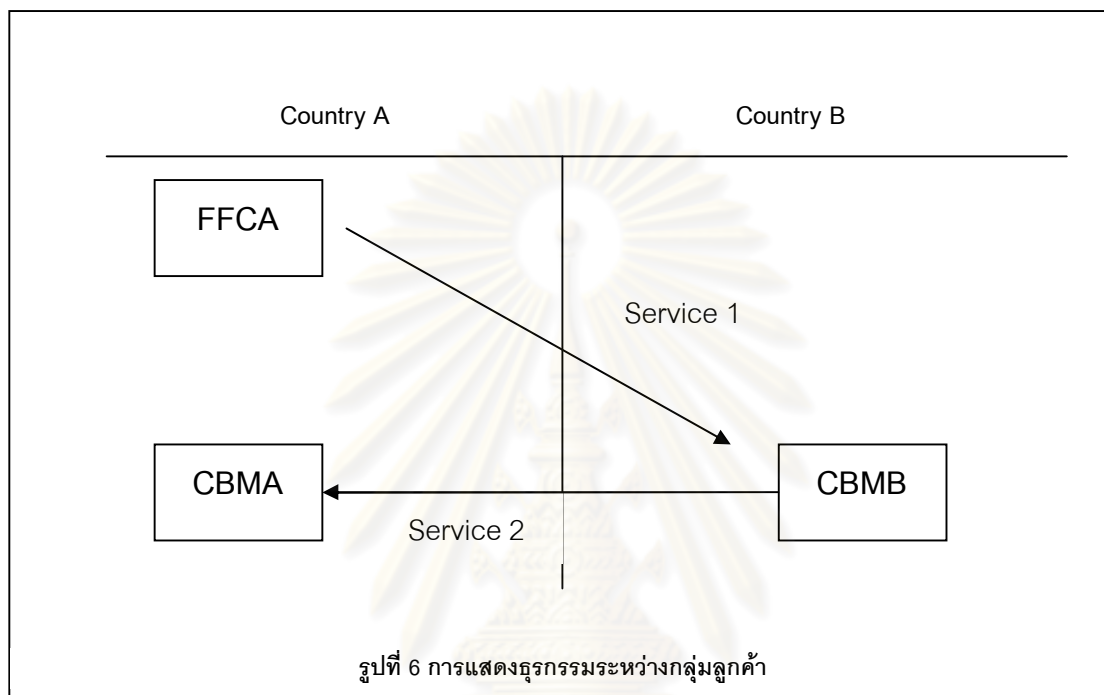 Country A
Country B
FFCA
Service 1
CBMA
CBMB
Service 2
รูปที่ 6 การแสดงธุรกรรมระหว่างกลุ่มลูกค้า